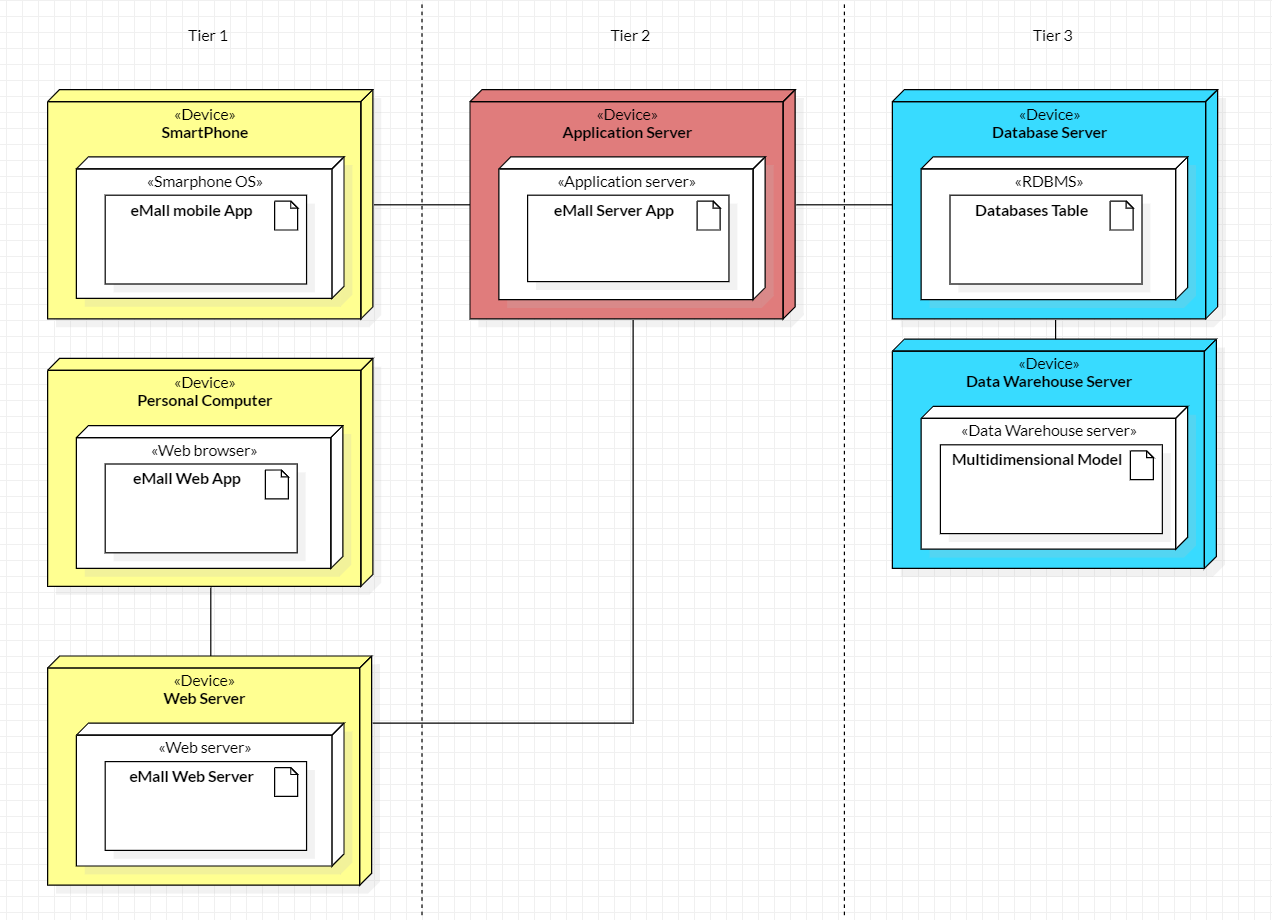 Tier 1
Tier 2
Tier 3
«Device»
SmartPhone
«Smarphone OS»
eMall mobile App
«Device»
Application Server
«Application server»
eMall Server App
«Device»
Database Server
«RDBMS»
Databases Table
«Device»
Personal Computer
«Web browser»
eMall Web App
«Device»
Data Warehouse Server
«Data Warehouse server»
Multidimensional Model
«Device»
Web Server
«Web server»
eMall Web Server